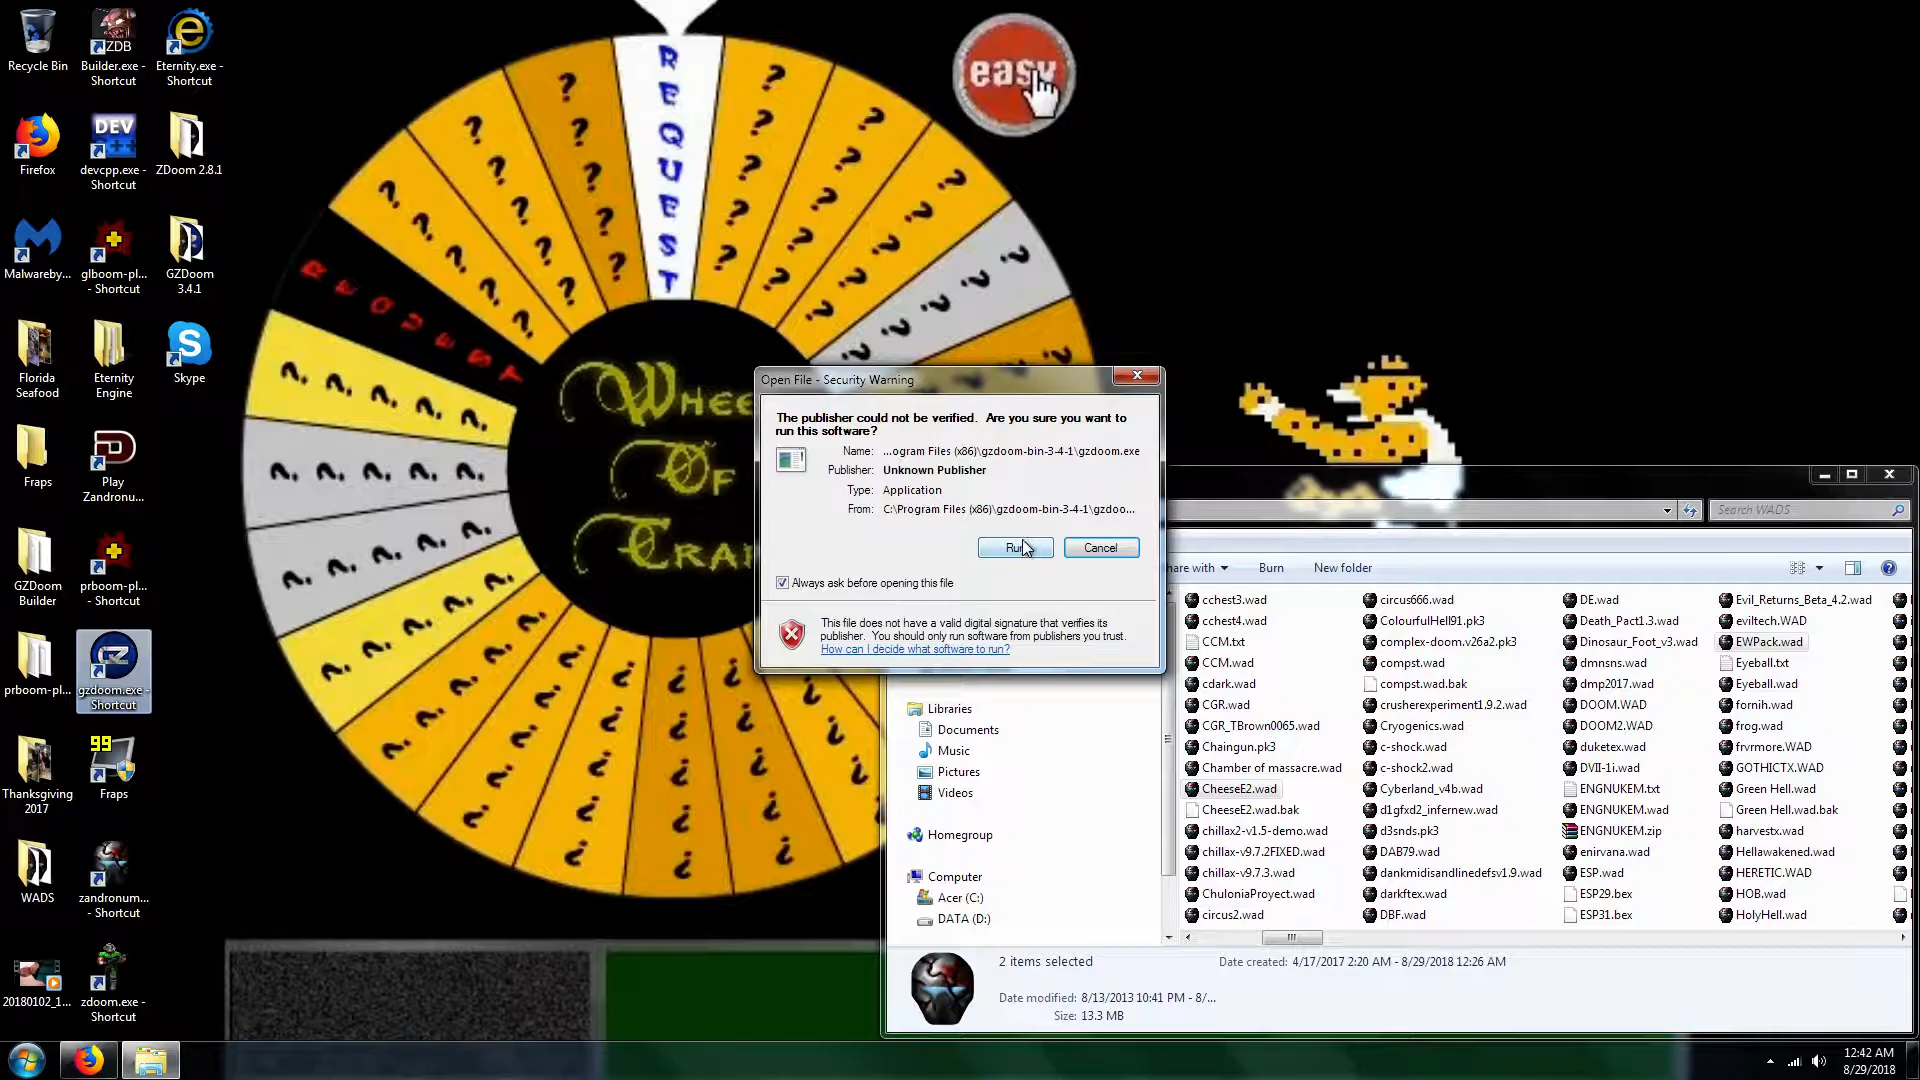 Recycle Bin
ZDB
Builder.exe -
Shortcut
Eternity.exe -
Shortcut
Firefox
DEV
C++
devcpp.exe -
Shortcut
ZDoom 2.8.1
Malwareby...
glboom-pl...
- Shortcut
GZDoom
3.4.1
Florida
Seafood
Eternity
Engine
Skype
Fraps
Play
Zandronu...
GZDoom
Builder
prboom-pl...
- Shortcut
prboom-pl...
gzdoom.exe -
Shortcut
Thanksgiving
2017
99
Fraps
WADS
zandronum...
- Shortcut
20180102_1...
zdoom.exe -
Shortcut
REQUEST
REQUEST
easy
? ? ? ? ?
WHEE
OF
CRA
Open File - Security Warning
The publisher could not be verified.  Are you sure you want to
run this software?
Name: ...ogram Files (x86)\gzdoom-bin-3-4-1\gzdoom.exe
Publisher: Unknown Publisher
Type: Application
From: C:\Program Files (x86)\gzdoom-bin-3-4-1\gzdoo...
Run
Cancel
Always ask before opening this file
This file does not have a valid digital signature that verifies its
publisher.  You should only run software from publishers you trust.
How can I decide what software to run?
Search WADS
hare with
Burn
New folder
Libraries
Documents
Music
Pictures
Videos
Homegroup
Computer
Acer (C:)
DATA (D:)
cchest3.wad
cchest4.wad
CCM.txt
CCM.wad
cdark.wad
CGR.wad
CGR_TBrown0065.wad
Chaingun.pk3
Chamber of massacre.wad
CheeseE2.wad
CheeseE2.wad.bak
chillax2-v1.5-demo.wad
chillax-v9.7.2FIXED.wad
chillax-v9.7.3.wad
ChuloniaProyect.wad
circus2.wad
circus666.wad
ColourfulHell91.pk3
complex-doom.v26a2.pk3
compst.wad
compst.wad.bak
crusherexperiment1.9.2.wad
Cryogenics.wad
c-shock.wad
c-shock2.wad
Cyberland_v4b.wad
d1gfxd2_infernew.wad
d3snds.pk3
DAB79.wad
dankmidisandlinedefsv1.9.wad
darkftex.wad
DBF.wad
DE.wad
Death_Pact1.3.wad
Dinosaur_Foot_v3.wad
dmnsns.wad
dmp2017.wad
DOOM.WAD
DOOM2.WAD
duketex.wad
DVII-1i.wad
ENGNUKEM.txt
ENGNUKEM.WAD
ENGNUKEM.zip
enirvana.wad
ESP.wad
ESP29.bex
ESP31.bex
Evil_Returns_Beta_4.2.wad
eviltech.WAD
EWPack.wad
Eyeball.txt
Eyeball.wad
fornih.wad
frog.wad
frvrmore.WAD
GOTHICTX.WAD
Green Hell.wad
Green Hell.wad.bak
harvestx.wad
Hellawakened.wad
HERETIC.WAD
HOB.wad
HolyHell.wad
2 items selected
Date created: 4/17/2017 2:20 AM - 8/29/2018 12:26 AM
Date modified: 8/13/2013 10:41 PM - 8/...
Size: 13.3 MB
12:42 AM
8/29/2018